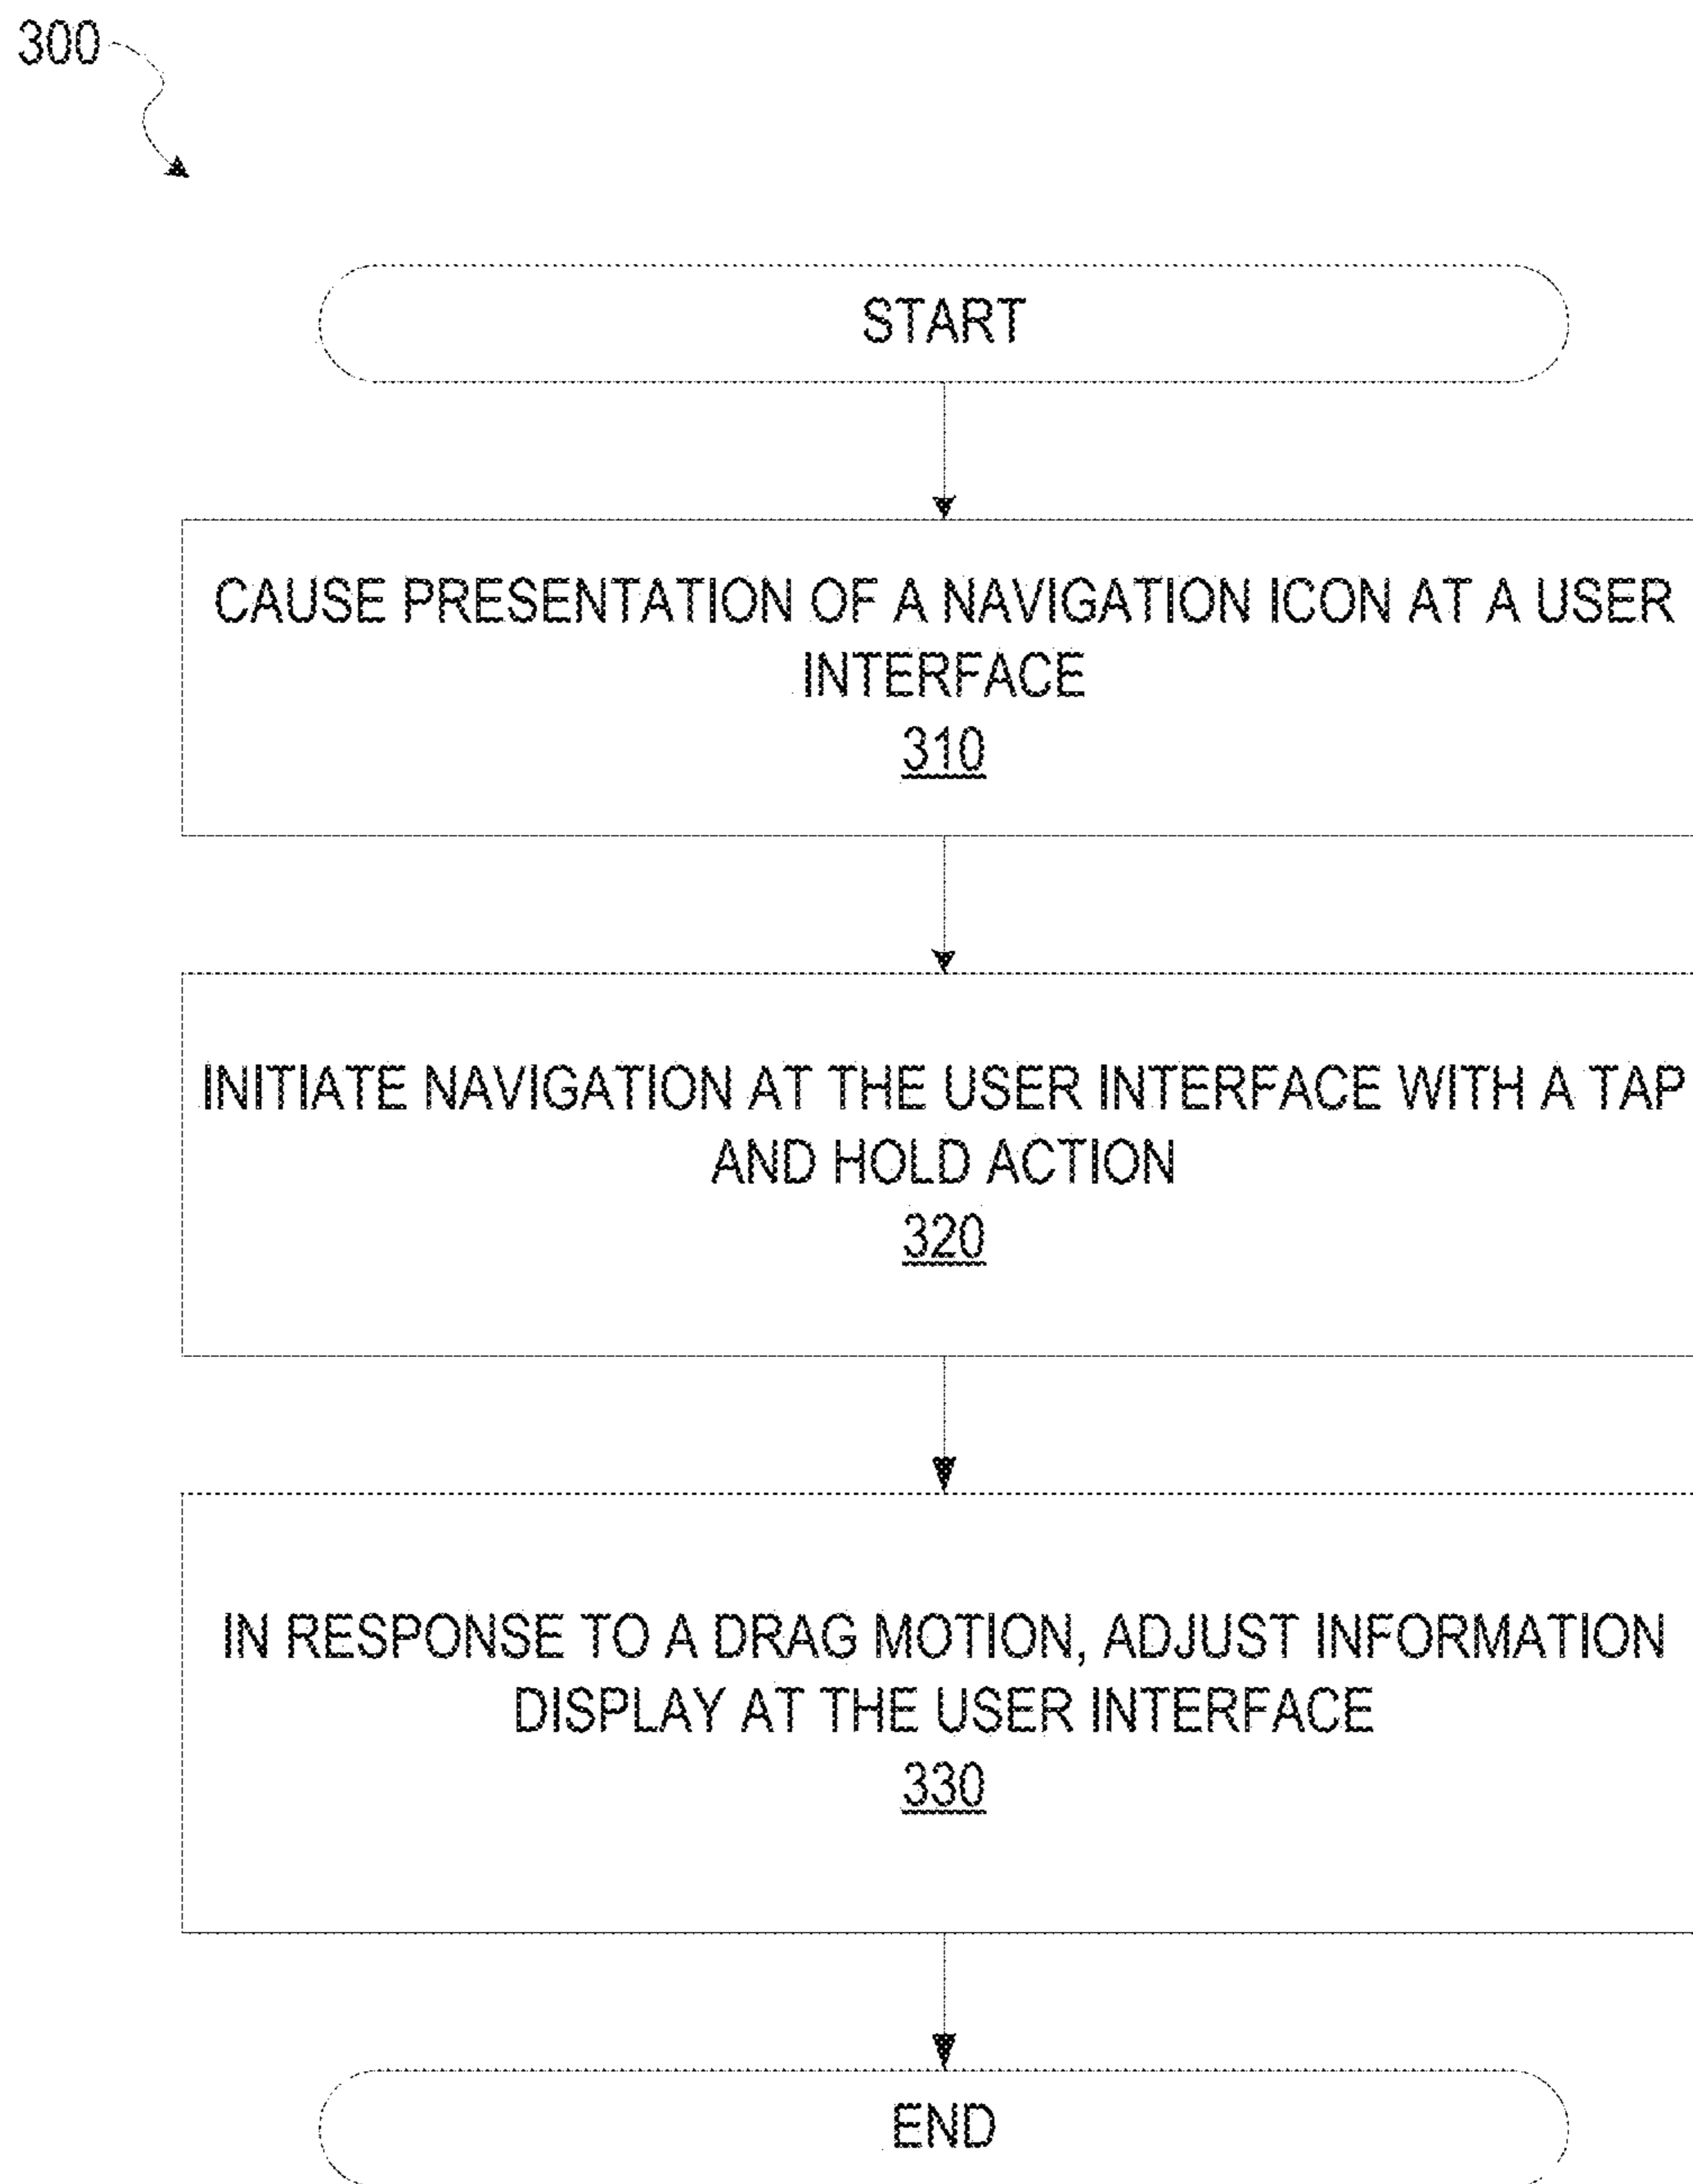 300
START
CAUSE PRESENTATION OF A NAVIGATION ICON AT A USER
INTERFACE
310
INITIATE NAVIGATION AT THE USER INTERFACE WITH A TAP
AND HOLD ACTION
320
IN RESPONSE TO A DRAG MOTION, ADJUST INFORMATION
DISPLAY AT THE USER INTERFACE
330
END